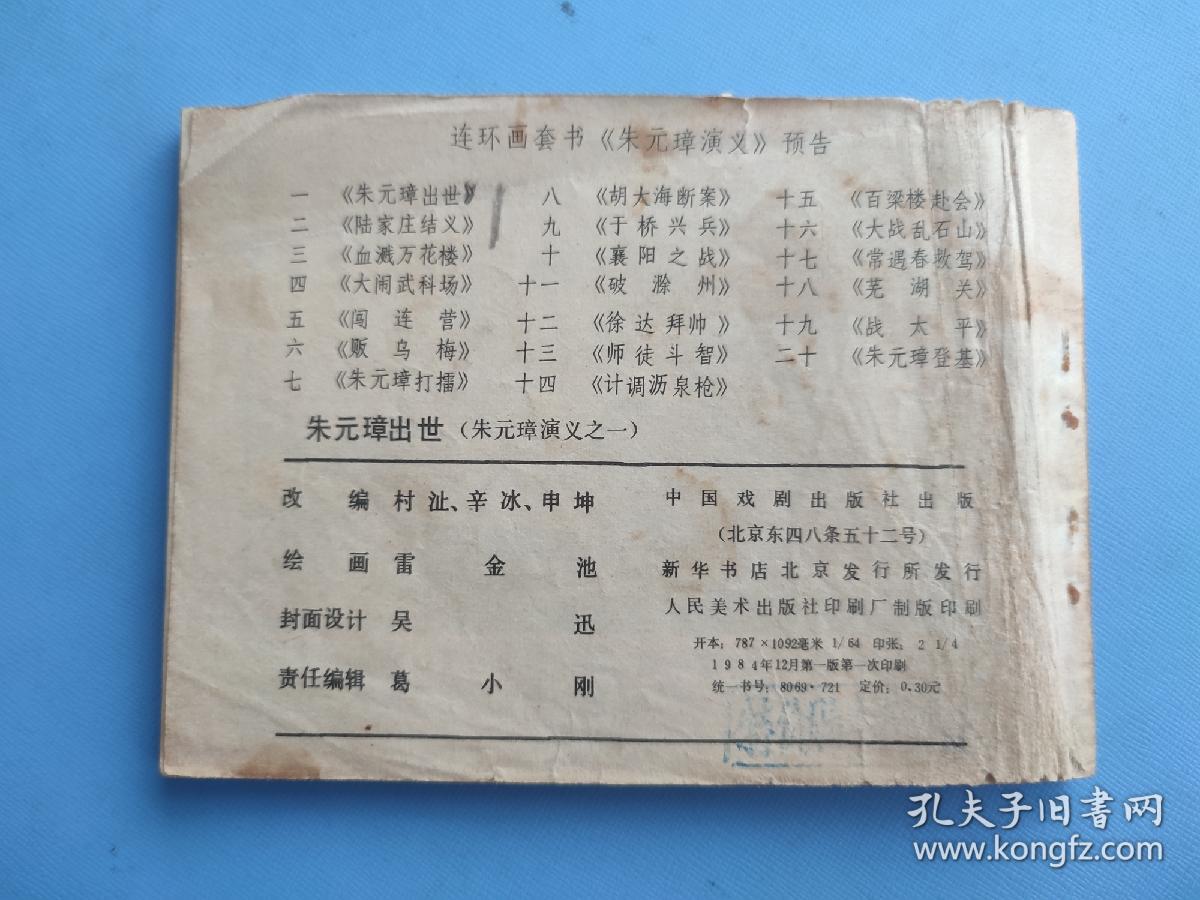 连环画套书《朱元璋演义》预告
一 《朱元璋出世》 八 《胡大海断案》 十五 《百梁楼赴会》
二 《陆家庄结义》 九 《于桥兴兵》 十六 《大战乱石山》
三 《血溅万花楼》 十 《襄阳之战》 十七 《常遇春救驾》
四 《大闹武科场》 十一 《破滁州》 十八 《芜湖关》
五 《闯连营》 十二 《徐达拜帅》 十九 《战太平》
六 《贩乌梅》 十三 《师徒斗智》 二十 《朱元璋登基》
七 《朱元璋打擂》 十四 《计调沥泉枪》
朱元璋出世（朱元璋演义之一）
改编 村沚、辛冰、申坤
绘画 雷金池
封面设计 吴迅
责任编辑 葛小刚
中国戏剧出版社出版
（北京东四八条五十二号）
新华书店北京发行所发行
人民美术出版社印刷厂制版印刷
开本：787×1092毫米 1/64 印张：2 1/4
1984年12月第一版第一次印刷
统一书号：8069·721 定价：0.30元
孔夫子旧书网
www.kongfz.com